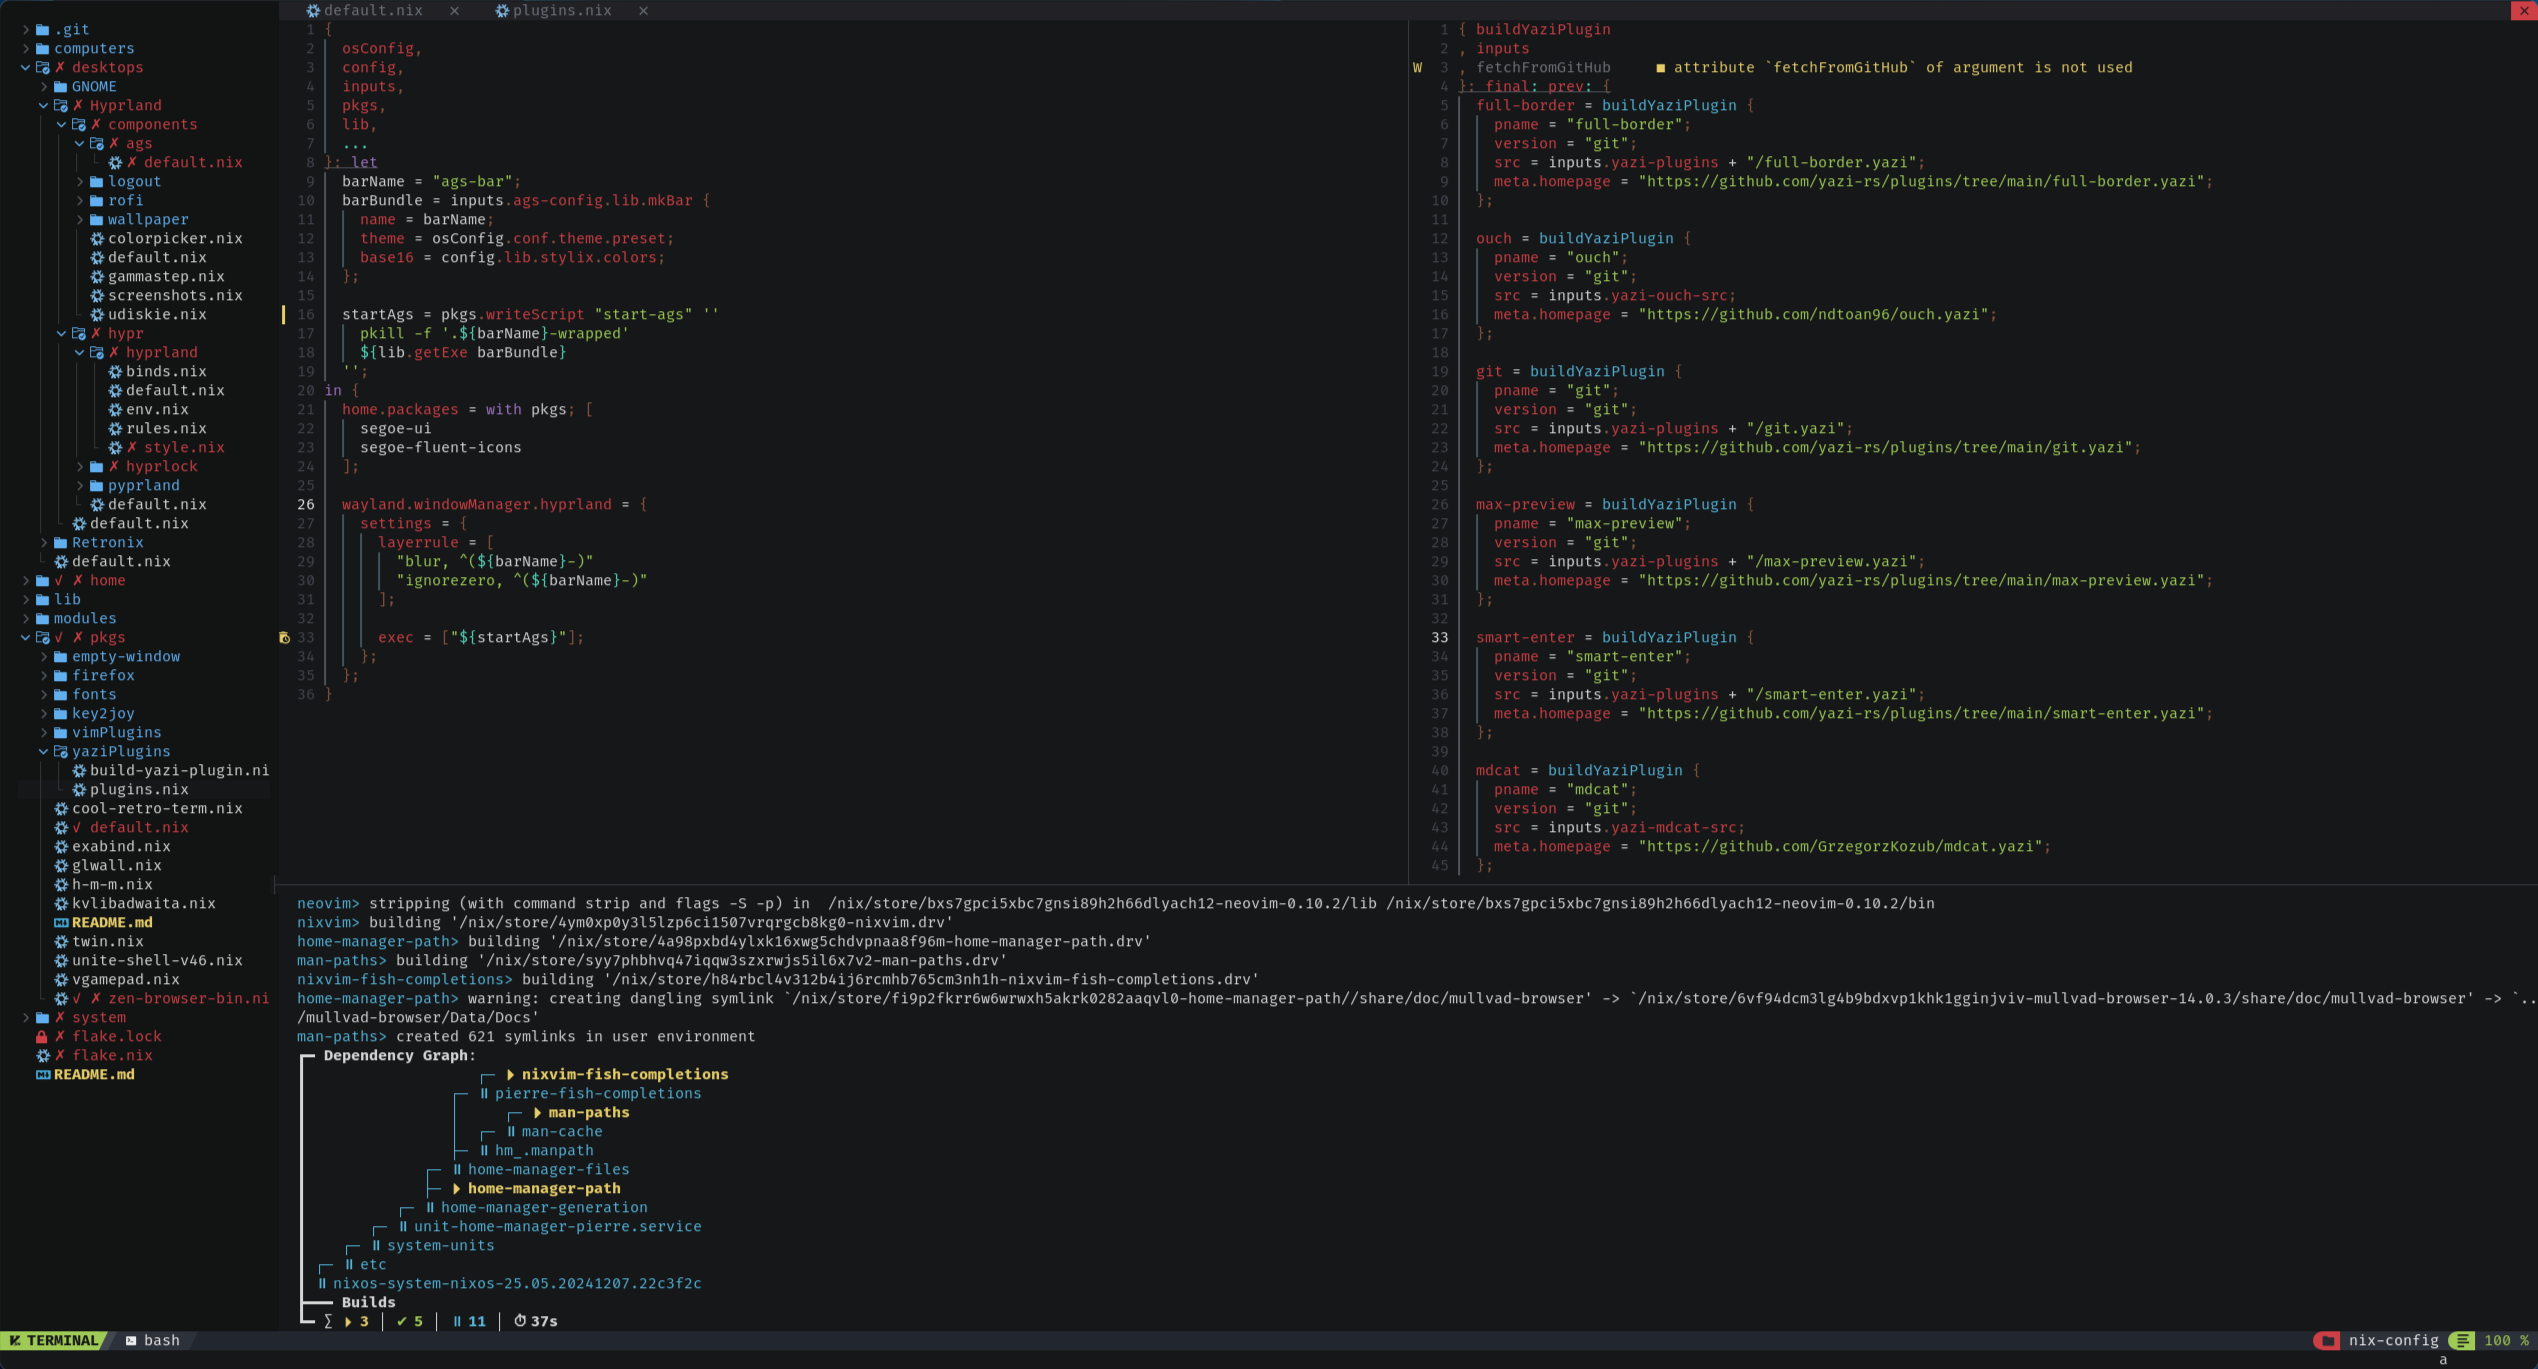 default.nix ×
plugins.nix ×
×
.git
computers
✗ desktops
GNOME
✗ Hyprland
✗ components
✗ ags
✗ default.nix
logout
rofi
wallpaper
colorpicker.nix
default.nix
gammastep.nix
screenshots.nix
udiskie.nix
✗ hypr
✗ hyprland
binds.nix
default.nix
env.nix
rules.nix
✗ style.nix
✗ hyprlock
pyprland
default.nix
default.nix
Retronix
default.nix
√ ✗ home
lib
modules
√ ✗ pkgs
empty-window
firefox
fonts
key2joy
vimPlugins
yaziPlugins
build-yazi-plugin.ni
plugins.nix
cool-retro-term.nix
√ default.nix
exabind.nix
glwall.nix
h-m-m.nix
kvlibadwaita.nix
README.md
twin.nix
unite-shell-v46.nix
vgamepad.nix
√ ✗ zen-browser-bin.ni
✗ system
✗ flake.lock
✗ flake.nix
README.md
1 {
2 osConfig,
3 config,
4 inputs,
5 pkgs,
6 lib,
7 ...
8 }: let
9 barName = "ags-bar";
10 barBundle = inputs.ags-config.lib.mkBar {
11 name = barName;
12 theme = osConfig.conf.theme.preset;
13 base16 = config.lib.stylix.colors;
14 };
15
16 startAgs = pkgs.writeScript "start-ags" ''
17 pkill -f '.${barName}-wrapped'
18 ${lib.getExe barBundle}
19 '';
20 in {
21 home.packages = with pkgs; [
22 segoe-ui
23 segoe-fluent-icons
24 ];
25
26 wayland.windowManager.hyprland = {
27 settings = {
28 layerrule = [
29 "blur, ^(${barName}-)"
30 "ignorezero, ^(${barName}-)"
31 ];
32
33 exec = ["${startAgs}"];
34 };
35 };
36 }
1 { buildYaziPlugin
2 , inputs
W 3 , fetchFromGitHub ■ attribute `fetchFromGitHub` of argument is not used
4 }: final: prev: {
5 full-border = buildYaziPlugin {
6 pname = "full-border";
7 version = "git";
8 src = inputs.yazi-plugins + "/full-border.yazi";
9 meta.homepage = "https://github.com/yazi-rs/plugins/tree/main/full-border.yazi";
10 };
11
12 ouch = buildYaziPlugin {
13 pname = "ouch";
14 version = "git";
15 src = inputs.yazi-ouch-src;
16 meta.homepage = "https://github.com/ndtoan96/ouch.yazi";
17 };
18
19 git = buildYaziPlugin {
20 pname = "git";
21 version = "git";
22 src = inputs.yazi-plugins + "/git.yazi";
23 meta.homepage = "https://github.com/yazi-rs/plugins/tree/main/git.yazi";
24 };
25
26 max-preview = buildYaziPlugin {
27 pname = "max-preview";
28 version = "git";
29 src = inputs.yazi-plugins + "/max-preview.yazi";
30 meta.homepage = "https://github.com/yazi-rs/plugins/tree/main/max-preview.yazi";
31 };
32
33 smart-enter = buildYaziPlugin {
34 pname = "smart-enter";
35 version = "git";
36 src = inputs.yazi-plugins + "/smart-enter.yazi";
37 meta.homepage = "https://github.com/yazi-rs/plugins/tree/main/smart-enter.yazi";
38 };
39
40 mdcat = buildYaziPlugin {
41 pname = "mdcat";
42 version = "git";
43 src = inputs.yazi-mdcat-src;
44 meta.homepage = "https://github.com/GrzegorzKozub/mdcat.yazi";
45 };
neovim> stripping (with command strip and flags -S -p) in /nix/store/bxs7gpci5xbc7gnsi89h2h66dlyach12-neovim-0.10.2/lib /nix/store/bxs7gpci5xbc7gnsi89h2h66dlyach12-neovim-0.10.2/bin
nixvim> building '/nix/store/4ym0xp0y3l5lzp6ci1507vrqrgcb8kg0-nixvim.drv'
home-manager-path> building '/nix/store/4a98pxbd4ylxk16xwg5chdvpnaa8f96m-home-manager-path.drv'
man-paths> building '/nix/store/syy7phbhvq47iqqw3szxrwjs5il6x7v2-man-paths.drv'
nixvim-fish-completions> building '/nix/store/h84rbcl4v312b4ij6rcmhb765cm3nh1h-nixvim-fish-completions.drv'
home-manager-path> warning: creating dangling symlink `/nix/store/fi9p2fkrr6w6wrwxh5akrk0282aaqvl0-home-manager-path//share/doc/mullvad-browser' -> `/nix/store/6vf94dcm3lg4b9bdxvp1khk1gginjviv-mullvad-browser-14.0.3/share/doc/mullvad-browser' -> `..
/mullvad-browser/Data/Docs'
man-paths> created 621 symlinks in user environment
Dependency Graph:
nixvim-fish-completions
pierre-fish-completions
man-paths
man-cache
hm_.manpath
home-manager-files
home-manager-path
home-manager-generation
unit-home-manager-pierre.service
system-units
etc
nixos-system-nixos-25.05.20241207.22c3f2c
Builds
∑ ⏵ 3 │ ✔ 5 │ ⏸ 11 │ ⏱ 37s
TERMINAL bash
nix-config 100 %
a